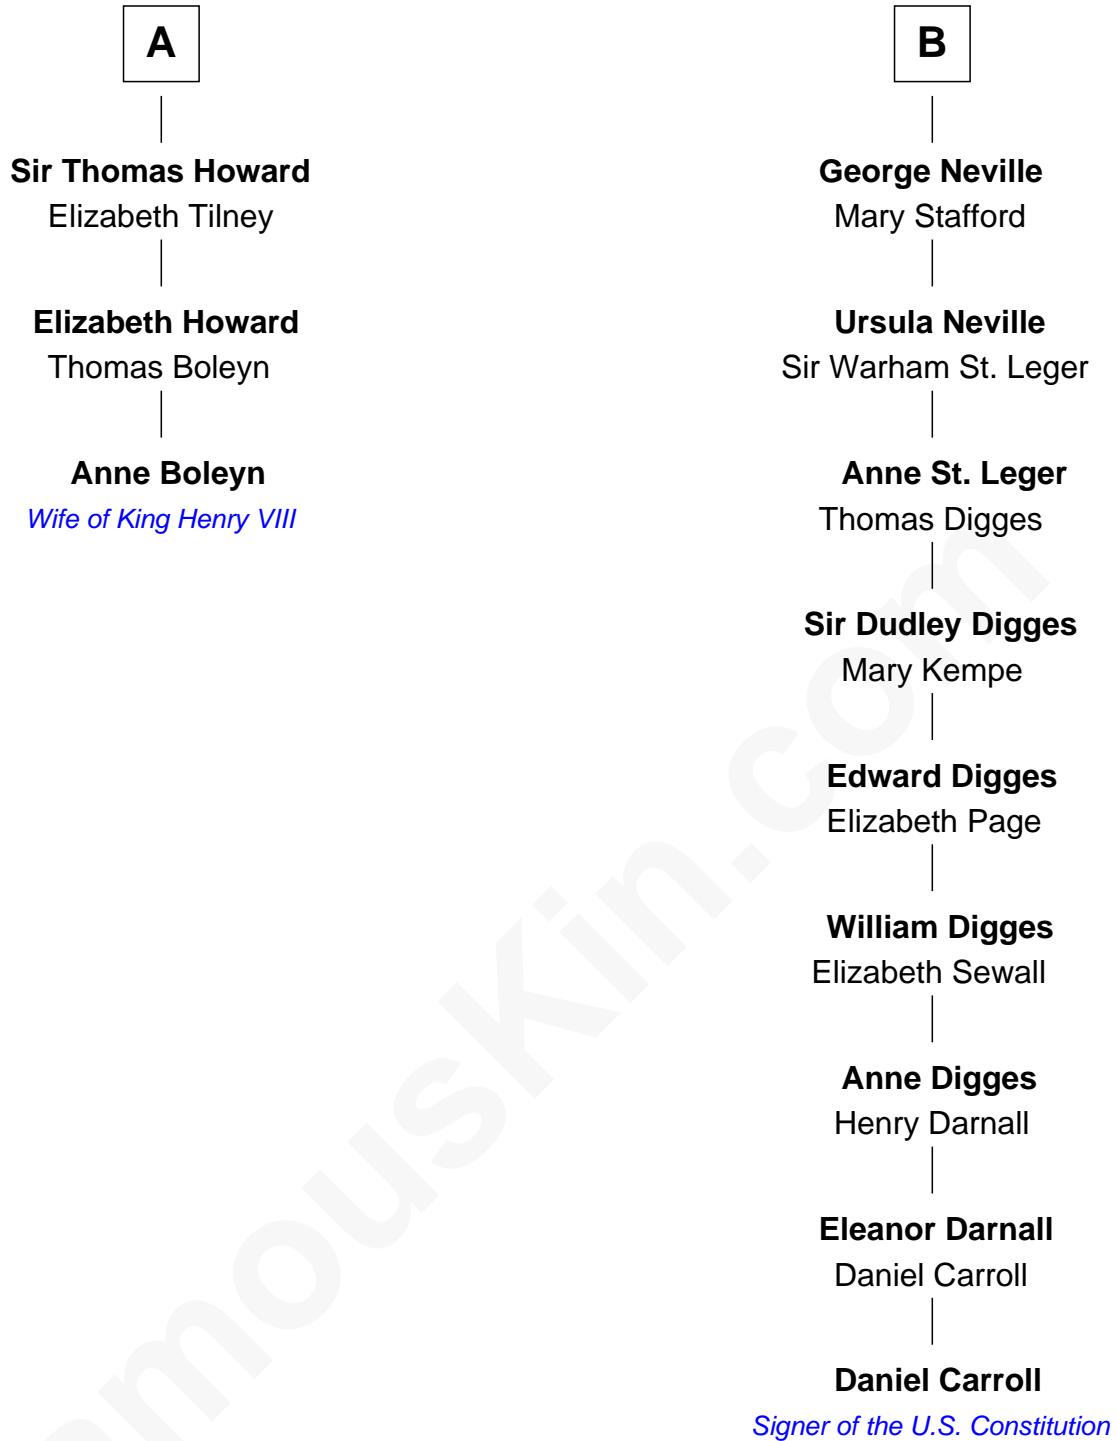 A
Sir Thomas Howard
Elizabeth Tilney
Elizabeth Howard
Thomas Boleyn
Anne Boleyn
Wife of King Henry VIII
B
George Neville
Mary Stafford
Ursula Neville
Sir Warham St. Leger
Anne St. Leger
Thomas Digges
Sir Dudley Digges
Mary Kempe
Edward Digges
Elizabeth Page
William Digges
Elizabeth Sewall
Anne Digges
Henry Darnall
Eleanor Darnall
Daniel Carroll
Daniel Carroll
Signer of the U.S. Constitution
amouskin.com